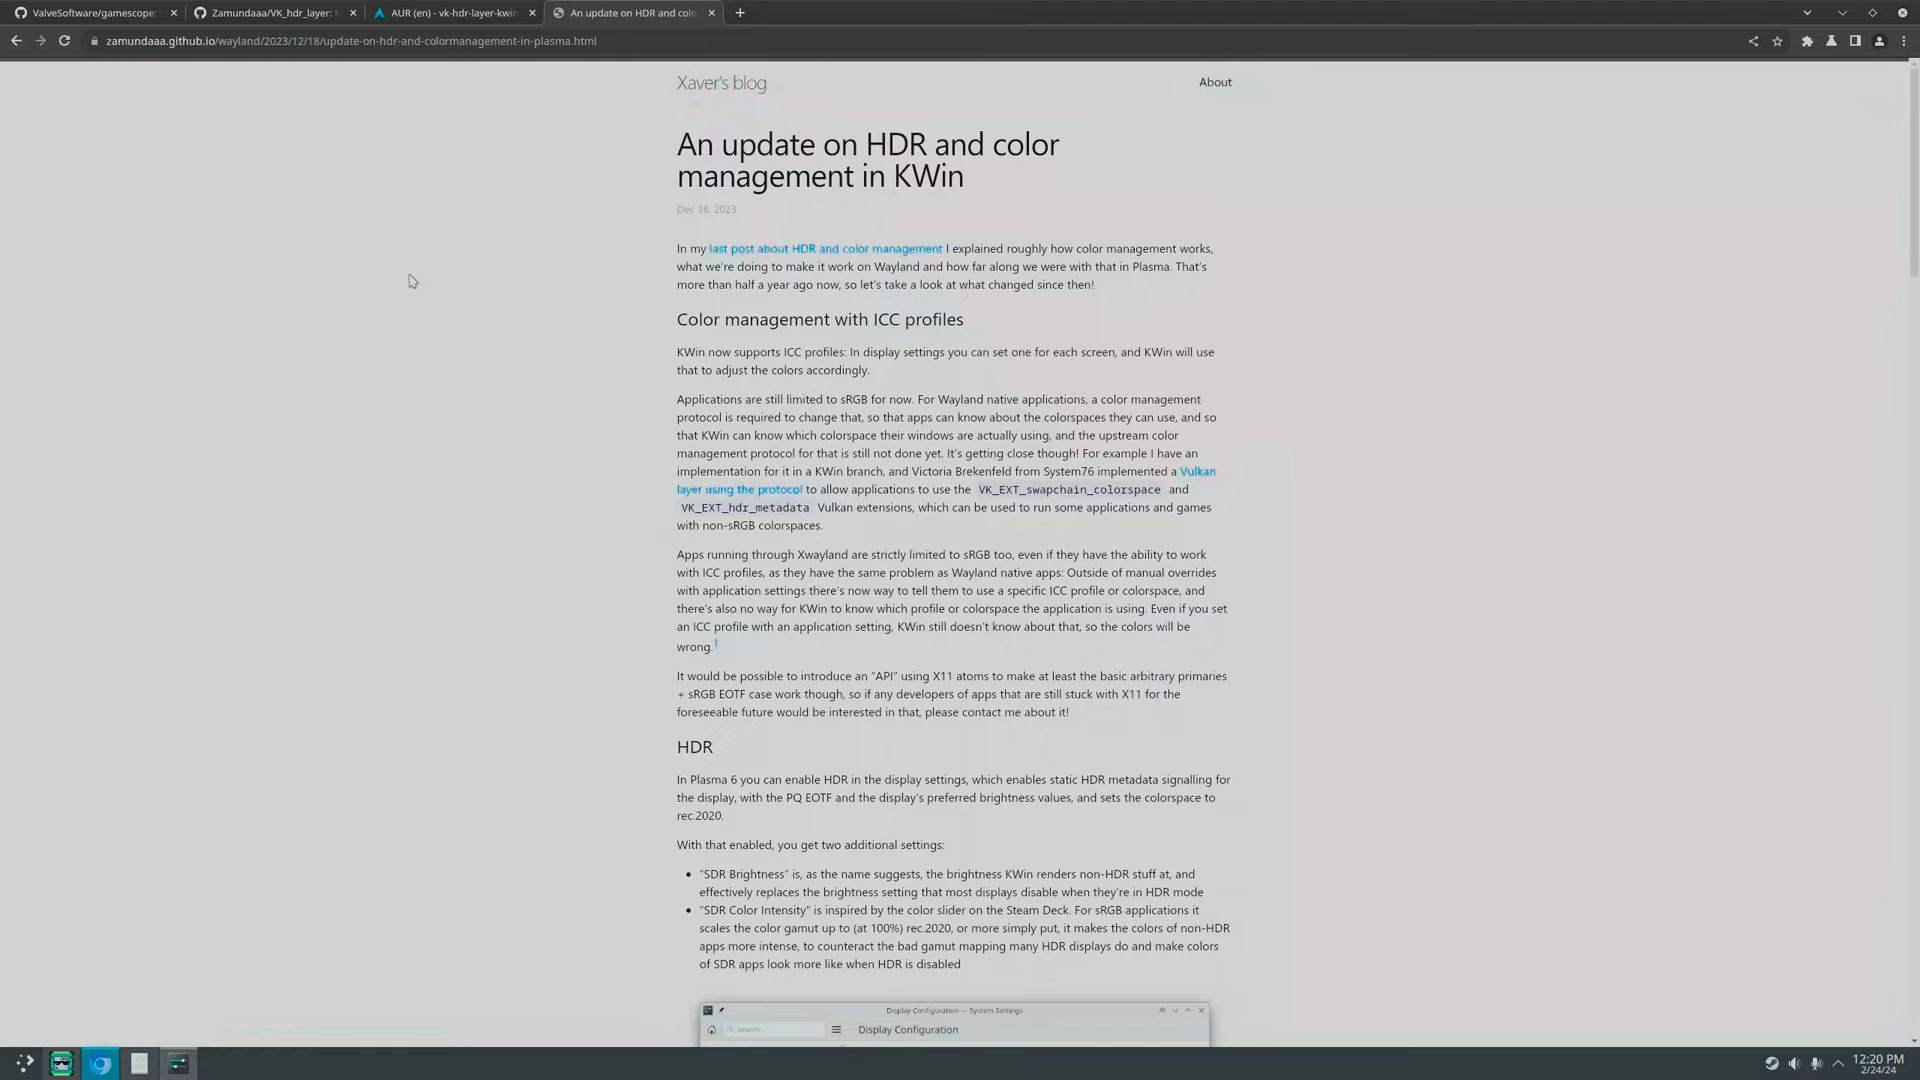 ValveSoftware/gamescope:
Zamundaaa/VK_hdr_layer:
AUR (en) - vk-hdr-layer-kwin
An update on HDR and colo
zamundaaa.github.io/wayland/2023/12/18/update-on-hdr-and-colormanagement-in-plasma.html
Xaver's blog
About
An update on HDR and color
management in KWin
Dec 18, 2023
In my last post about HDR and color management I explained roughly how color management works,
what we're doing to make it work on Wayland and how far along we were with that in Plasma. That's
more than half a year ago now, so let's take a look at what changed since then!
Color management with ICC profiles
KWin now supports ICC profiles: In display settings you can set one for each screen, and KWin will use
that to adjust the colors accordingly.
Applications are still limited to sRGB for now. For Wayland native applications, a color management
protocol is required to change that, so that apps can know about the colorspaces they can use, and so
that KWin can know which colorspace their windows are actually using, and the upstream color
management protocol for that is still not done yet. It's getting close though! For example I have an
implementation for it in a KWin branch, and Victoria Brekenfeld from System76 implemented a Vulkan
layer using the protocol to allow applications to use the VK_EXT_swapchain_colorspace and
VK_EXT_hdr_metadata Vulkan extensions, which can be used to run some applications and games
with non-sRGB colorspaces.
Apps running through Xwayland are strictly limited to sRGB too, even if they have the ability to work
with ICC profiles, as they have the same problem as Wayland native apps: Outside of manual overrides
with application settings there's now way to tell them to use a specific ICC profile or colorspace, and
there's also no way for KWin to know which profile or colorspace the application is using. Even if you set
an ICC profile with an application setting, KWin still doesn't know about that, so the colors will be
wrong.1
It would be possible to introduce an "API" using X11 atoms to make at least the basic arbitrary primaries
+ sRGB EOTF case work though, so if any developers of apps that are still stuck with X11 for the
foreseeable future would be interested in that, please contact me about it!
HDR
In Plasma 6 you can enable HDR in the display settings, which enables static HDR metadata signalling for
the display, with the PQ EOTF and the display's preferred brightness values, and sets the colorspace to
rec.2020.
With that enabled, you get two additional settings:
• "SDR Brightness" is, as the name suggests, the brightness KWin renders non-HDR stuff at, and
effectively replaces the brightness setting that most displays disable when they're in HDR mode
• "SDR Color Intensity" is inspired by the color slider on the Steam Deck. For sRGB applications it
scales the color gamut up to (at 100%) rec.2020, or more simply put, it makes the colors of non-HDR
apps more intense, to counteract the bad gamut mapping many HDR displays do and make colors
of SDR apps look more like when HDR is disabled
Display Configuration — System Settings
Search...
Display Configuration
12:20 PM
2/24/24